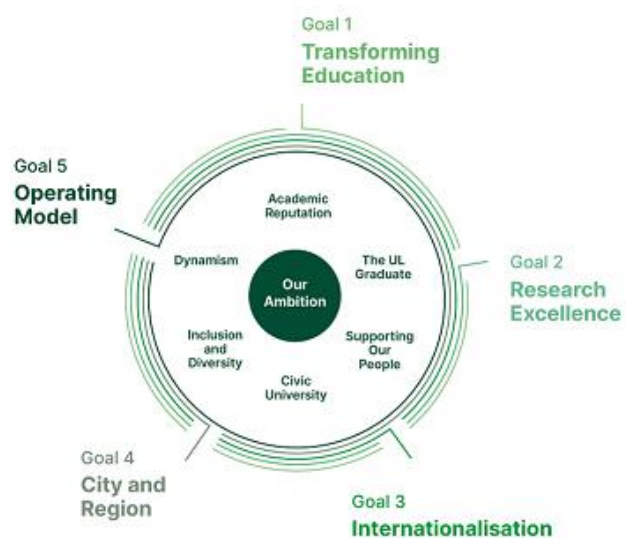 Goal 1
Transforming
Education
Goal 5
Operating
Model
Academic
Reputation
Dynamism
The UL
Graduate
Goal 2
Research
Excellence
Our
Ambition
Inclusion
and
Diversity
Supporting
Our
People
Civic
University
Goal 4
City and
Region
Goal 3
Internationalisation